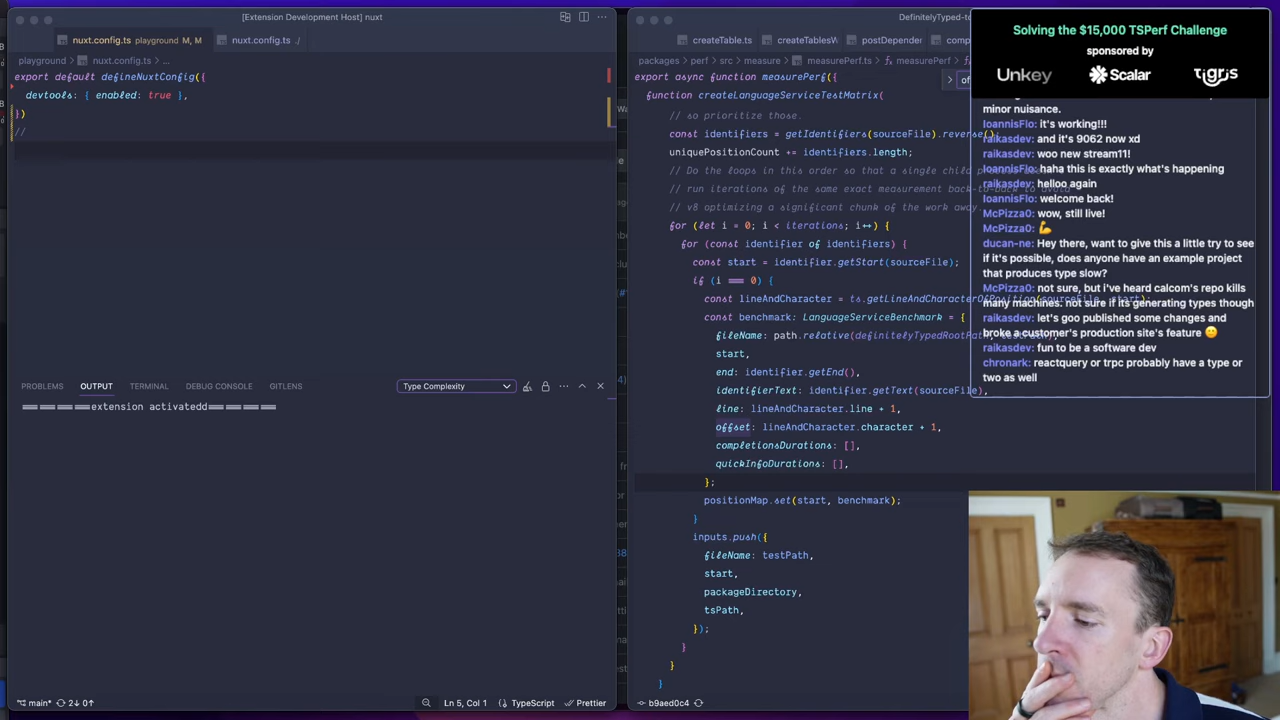 [Extension Development Host] nuxt
nuxt.config.ts playground M, M
nuxt.config.ts ./
playground > nuxt.config.ts > ...
export default defineNuxtConfig({
devtools: { enabled: true },
})
//
PROBLEMS
OUTPUT
TERMINAL
DEBUG CONSOLE
GITLENS
Type Complexity
=====extension activatedd=====
main*
2↓ 0↑
Ln 5, Col 1
TypeScript
Prettier
DefinitelyTyped-to
createTable.ts
createTablesW
postDepender
comp
packages > perf > src > measure > measurePerf.ts > measurePerf
export async function measurePerf({
function createLanguageServiceTestMatrix(
// so prioritize those.
const identifiers = getIdentifiers(sourceFile).reverse();
uniquePositionCount += identifiers.length;
// Do the loops in this order so that a single child
// run iterations of the same exact measurement back-to-back to avoid
// v8 optimizing a significant chunk of the work away.
for (let i = 0; i < iterations; i++) {
for (const identifier of identifiers) {
const start = identifier.getStart(sourceFile);
if (i === 0) {
const lineAndCharacter = ts.getLineAndCharacterOfPosition(sourceFile, start);
const benchmark: LanguageServiceBenchmark = {
fileName: path.relative(definitelyTypedRootPath, testPath),
start,
end: identifier.getEnd(),
identifierText: identifier.getText(sourceFile),
line: lineAndCharacter.line + 1,
offset: lineAndCharacter.character + 1,
completionsDurations: [],
quickInfoDurations: [],
};
positionMap.set(start, benchmark);
}
inputs.push({
fileName: testPath,
start,
packageDirectory,
tsPath,
});
}
}
}
b9aed0c4
Solving the $15,000 TSPerf Challenge
sponsored by
Unkey
Scalar
tigris
minor nuisance.
IoannisFlo: it's working!!!
raikasdev: and it's 9062 now xd
raikasdev: woo new stream11!
IoannisFlo: haha this is exactly what's happening
raikasdev: helloo again
IoannisFlo: welcome back!
McPizza0: wow, still live!
McPizza0: 💪
ducan-ne: Hey there, want to give this a little try to see
if it's possible, does anyone have an example project
that produces type slow?
McPizza0: not sure, but i've heard calcom's repo kills
many machines. not sure if its generating types though
raikasdev: let's goo published some changes and
broke a customer's production site's feature 🙂
raikasdev: fun to be a software dev
chronark: reactquery or trpc probably have a type or
two as well